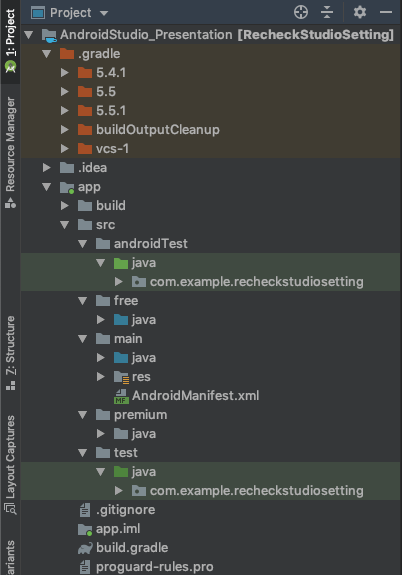 Project
AndroidStudio_Presentation [RecheckStudioSetting]
.gradle
5.4.1
5.5
5.5.1
buildOutputCleanup
vcs-1
.idea
app
build
src
androidTest
java
com.example.recheckstudiosetting
free
java
main
java
res
MF AndroidManifest.xml
premium
java
test
java
com.example.recheckstudiosetting
.gitignore
app.iml
build.gradle
proguard-rules.pro
1: Project
Resource Manager
Z: Structure
Layout Captures
ariants